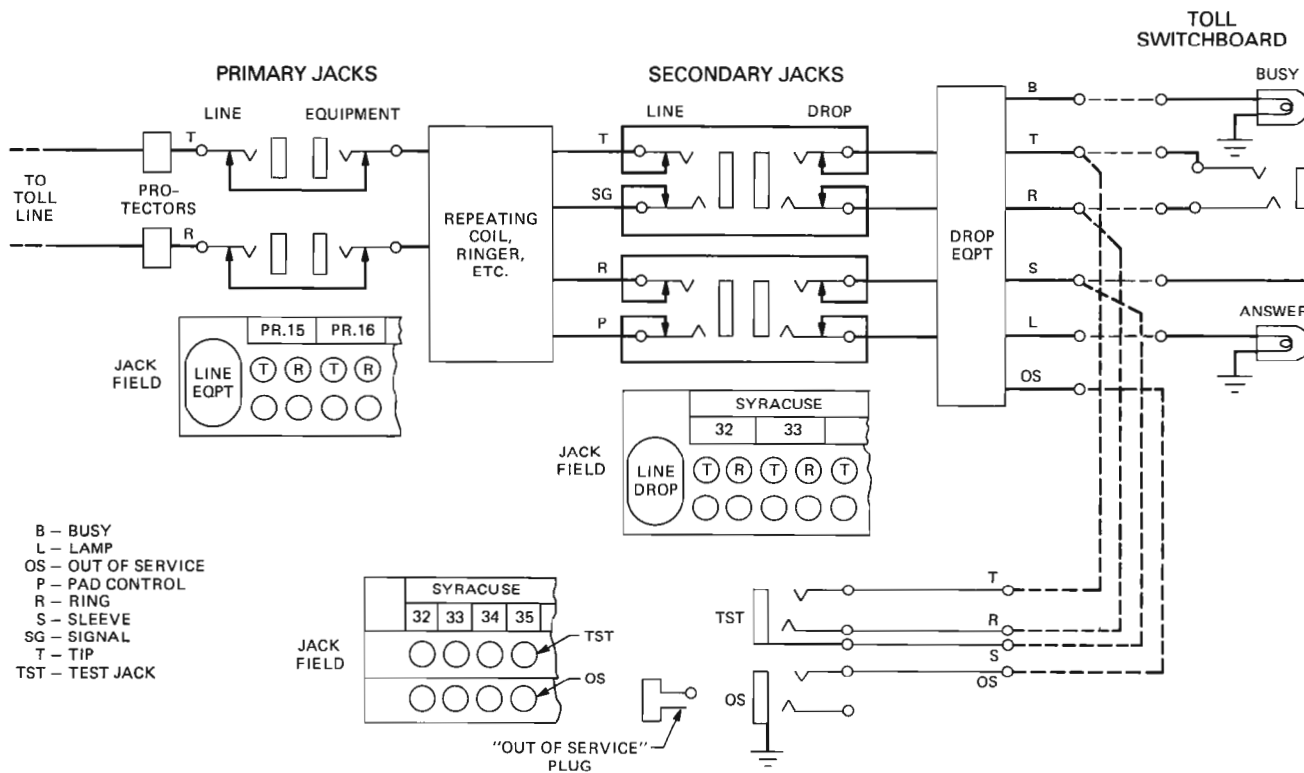 TOLL
SWITCHBOARD
PRIMARY JACKS
SECONDARY JACKS
BUSY
LINE
EQUIPMENT
LINE
DROP
B
T
T
T
TO
TOLL
LINE
PRO-
TECTORS
SG
R
R
REPEATING
COIL,
RINGER,
ETC.
DROP
EQPT
R
S
P
L
ANSWER
OS
JACK
FIELD
LINE
EQPT
PR.15
PR.16
T R T R
JACK
FIELD
LINE
DROP
SYRACUSE
32 33
T R T R T
B – BUSY
L – LAMP
OS – OUT OF SERVICE
P – PAD CONTROL
R – RING
S – SLEEVE
SG – SIGNAL
T – TIP
TST – TEST JACK
JACK
FIELD
SYRACUSE
32 33 34 35
TST
OS
"OUT OF SERVICE"
PLUG
TST
T
R
S
OS
OS